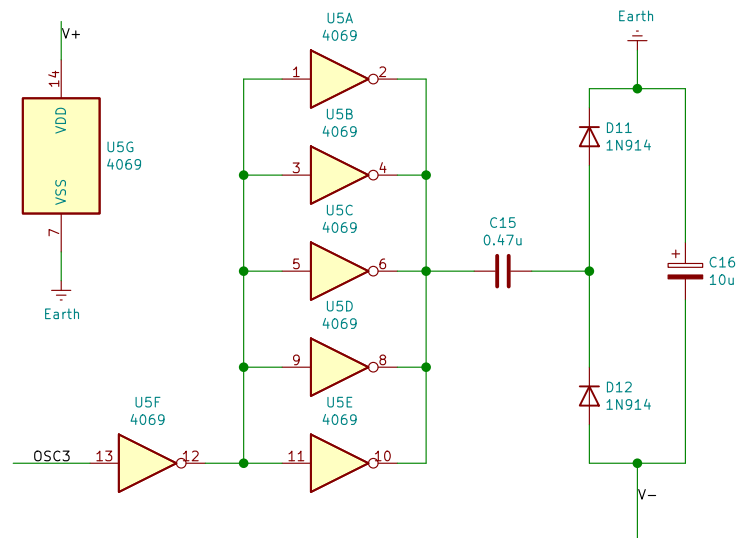 V+
14
VDD
VSS
7
U5G
4069
Earth
U5A
4069
1
2
U5B
4069
3
4
U5C
4069
5
6
U5D
4069
9
8
U5E
4069
11
10
U5F
4069
OSC3
13
12
C15
0.47u
Earth
D11
1N914
+
C16
10u
D12
1N914
V-